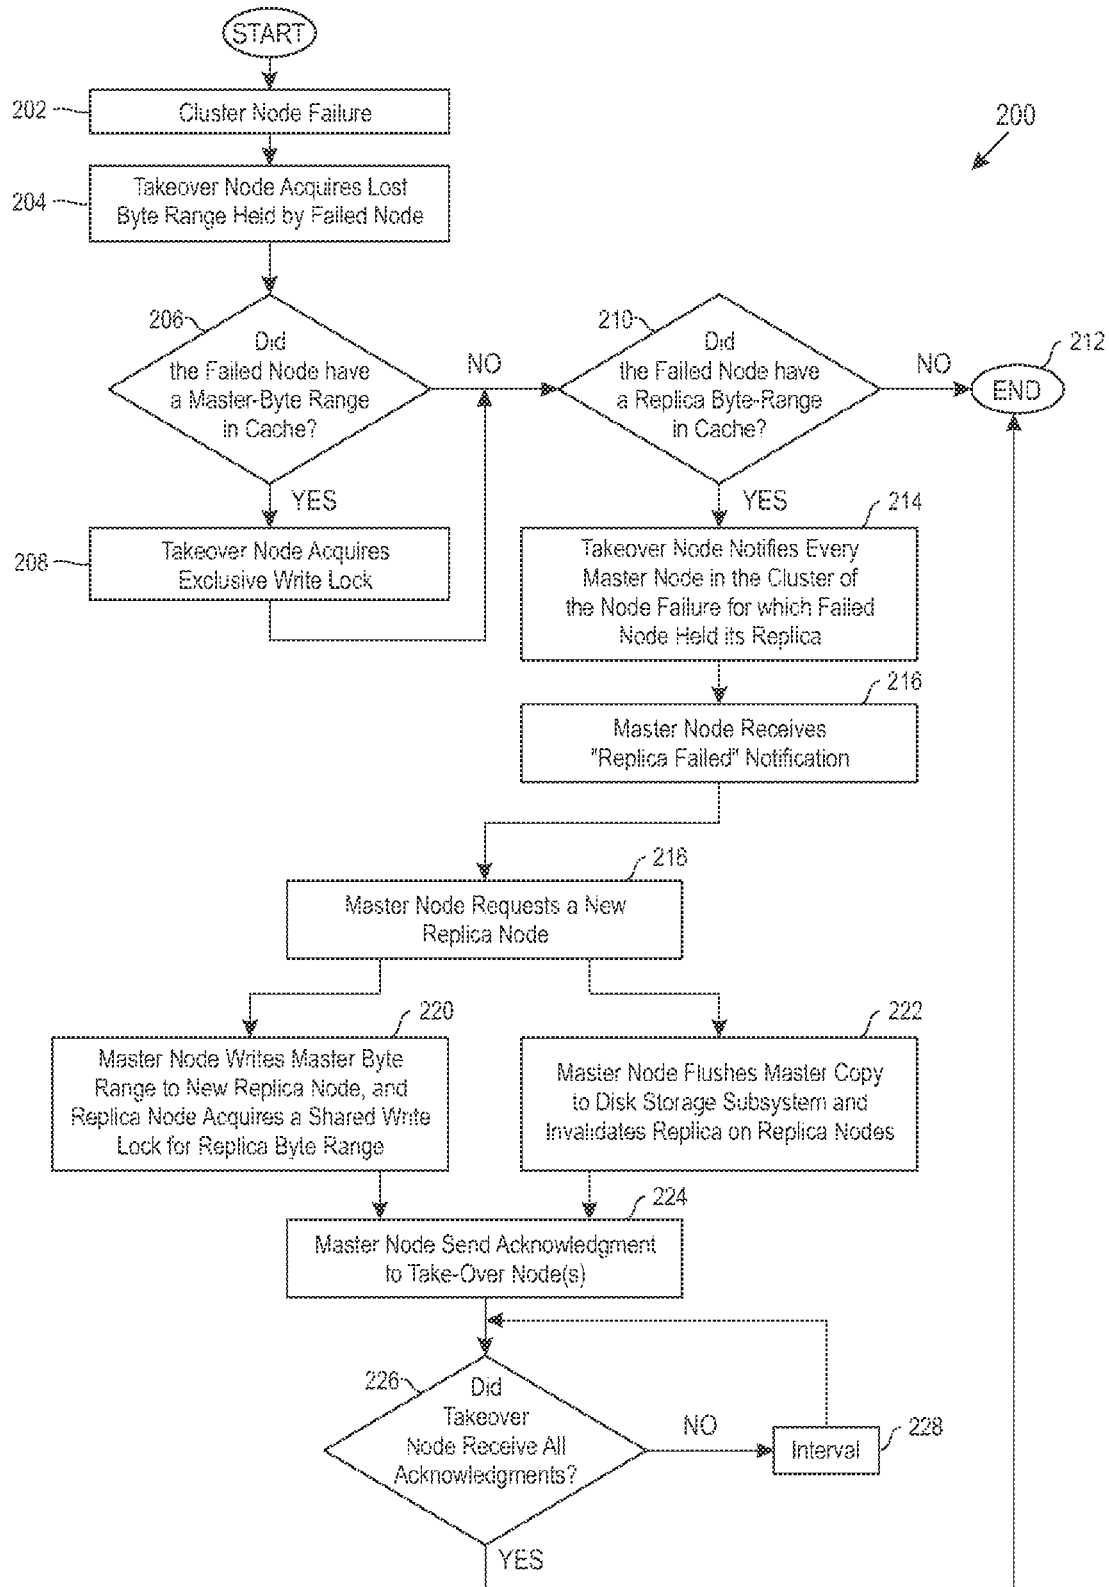 START
202
Cluster Node Failure
200
204
Takeover Node Acquires Lost
Byte Range Held by Failed Node
206
Did
the Failed Node have
a Master-Byte Range
in Cache?
NO
YES
208
Takeover Node Acquires
Exclusive Write Lock
210
Did
the Failed Node have
a Replica Byte-Range
in Cache?
NO
212
END
YES
214
Takeover Node Notifies Every
Master Node in the Cluster of
the Node Failure for which Failed
Node Held its Replica
216
Master Node Receives
"Replica Failed" Notification
218
Master Node Requests a New
Replica Node
220
Master Node Writes Master Byte
Range to New Replica Node, and
Replica Node Acquires a Shared Write
Lock for Replica Byte Range
222
Master Node Flushes Master Copy
to Disk Storage Subsystem and
Invalidates Replica on Replica Nodes
224
Master Node Send Acknowledgment
to Take-Over Node(s)
226
Did
Takeover
Node Receive All
Acknowledgments?
NO
Interval
228
YES